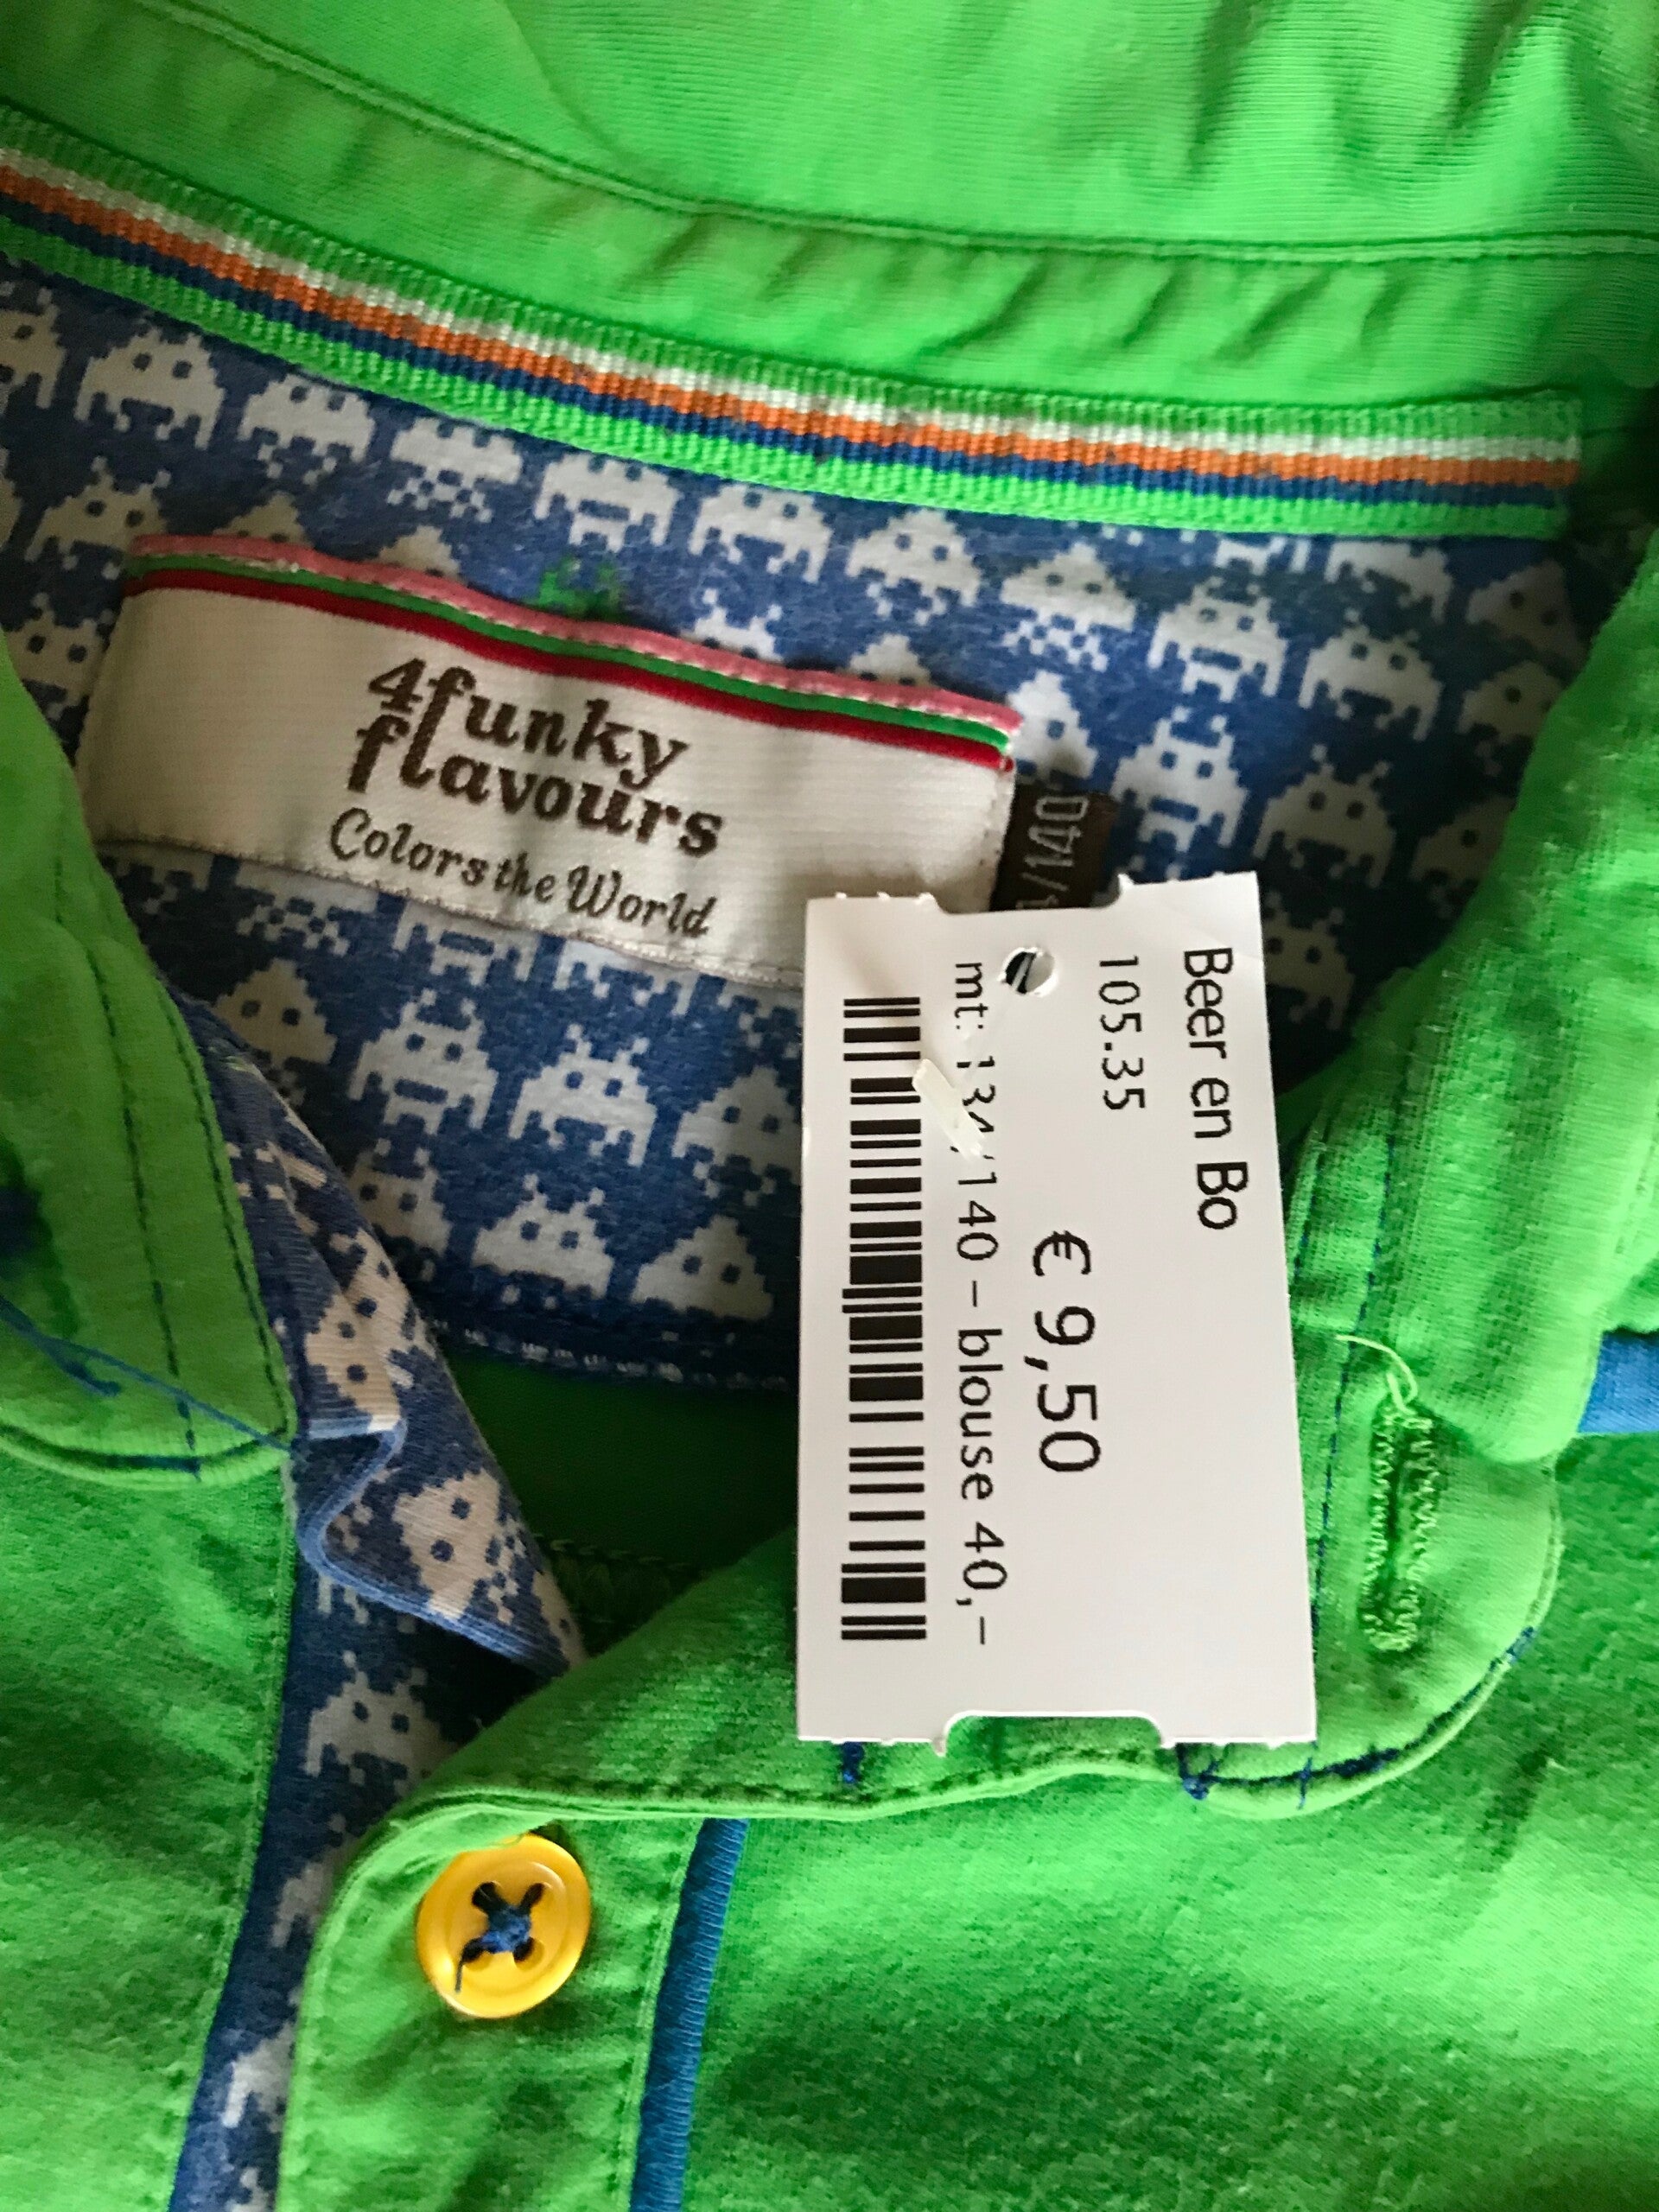 4funky
flavours
Colors the World
Beer en Bo
105.35
€ 9,50
mt: 134/140 – blouse 40,–